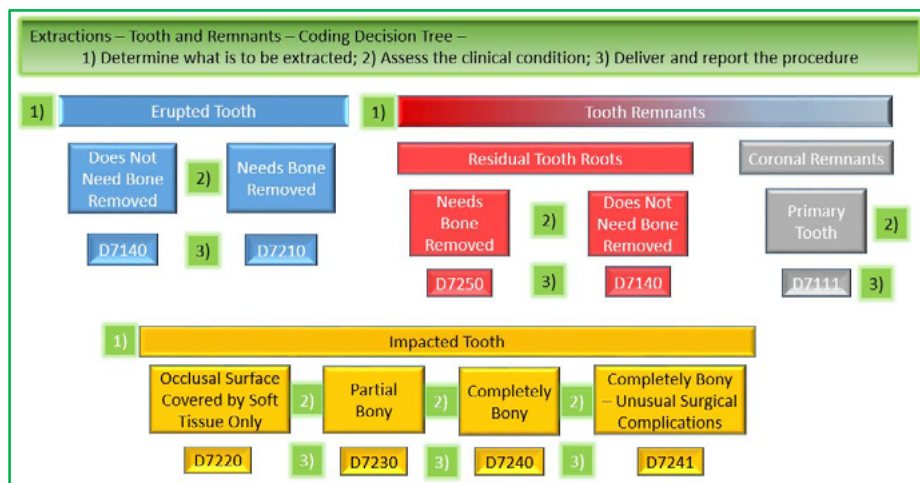 Extractions – Tooth and Remnants – Coding Decision Tree –
1) Determine what is to be extracted; 2) Assess the clinical condition; 3) Deliver and report the procedure
1)
Erupted Tooth
Does Not
Need Bone
Removed
2)
Needs Bone
Removed
D7140
3)
D7210
1)
Tooth Remnants
Residual Tooth Roots
Coronal Remnants
Needs
Bone
Removed
2)
Does Not
Need Bone
Removed
Primary
Tooth
2)
D7250
3)
D7140
D7111
3)
1)
Impacted Tooth
Occlusal Surface
Covered by Soft
Tissue Only
2)
Partial
Bony
2)
Completely
Bony
2)
Completely Bony
– Unusual Surgical
Complications
D7220
3)
D7230
3)
D7240
3)
D7241